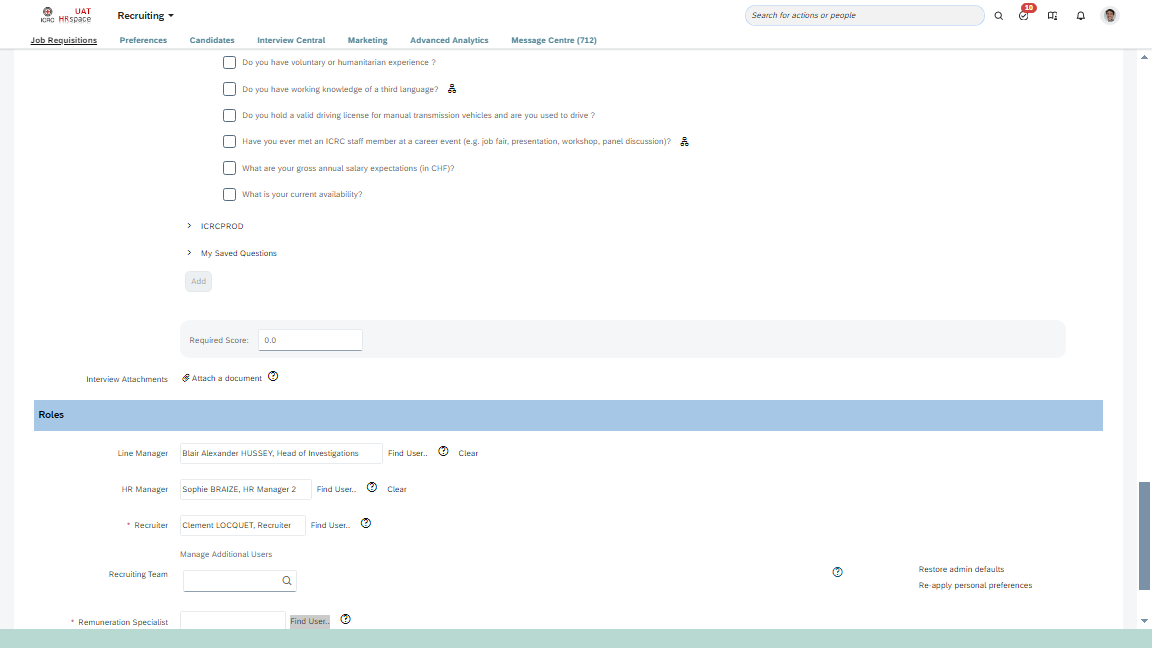 ICRC UAT HRspace Recruiting Search for actions or people 10
Job Requisitions Preferences Candidates Interview Central Marketing Advanced Analytics Message Centre (712)
Do you have voluntary or humanitarian experience ?
Do you have working knowledge of a third language?
Do you hold a valid driving license for manual transmission vehicles and are you used to drive ?
Have you ever met an ICRC staff member at a career event (e.g. job fair, presentation, workshop, panel discussion)?
What are your gross annual salary expectations (in CHF)?
What is your current availability?
ICRCPROD
My Saved Questions
Add
Required Score: 0.0
Interview Attachments Attach a document
Roles
Line Manager Blair Alexander HUSSEY, Head of Investigations Find User.. Clear
HR Manager Sophie BRAIZE, HR Manager 2 Find User.. Clear
* Recruiter Clement LOCQUET, Recruiter Find User..
Manage Additional Users
Recruiting Team Restore admin defaults
Re-apply personal preferences
* Remuneration Specialist Find User..